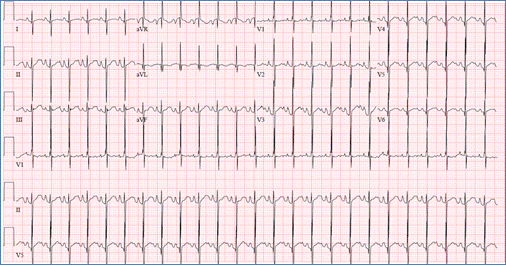 I aVR V1 V4
II aVL V2 V5
III aVF V3 V6
V1
II
V5